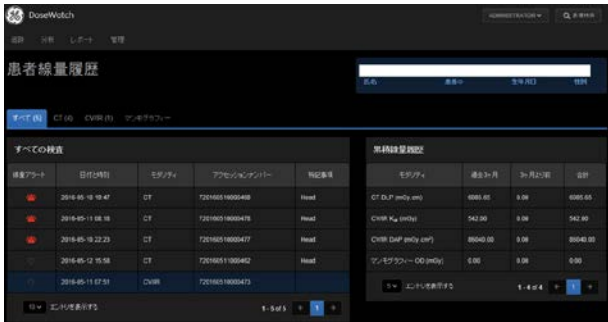 DoseWatch
ADMINISTRATOR
追跡 分析 レポート 管理
患者線量履歴
氏名 患者ID 生年月日 性別
すべて (5) CT (4) CVIR (1) マンモグラフィー
すべての検査
線量アラート 日付と時刻 モダリティ アクセッションナンバー 特記事項
2016-05-10 18:47 CT 720160510000460 Head
2016-05-11 08:18 CT 720160510000478 Head
2016-05-10 22:23 CT 720160510000477 Head
2016-05-12 15:58 CT 720160511000462 Head
2016-05-11 07:51 CVIR 720160510000473
10 エントリを表示する 1 - 5 of 5 1
累積線量履歴
モダリティ 過去3ヶ月 3ヶ月より前 合計
CT DLP (mGy.cm) 6085.65 0.00 6085.65
CVIR K (mGy) 542.00 0.00 542.00
CVIR DAP (mGy.cm²) 86040.00 0.00 86040.00
マンモグラフィー OD (mGy) 0.00 0.00 0.00
5 エントリを表示する 1 - 4 of 4 1